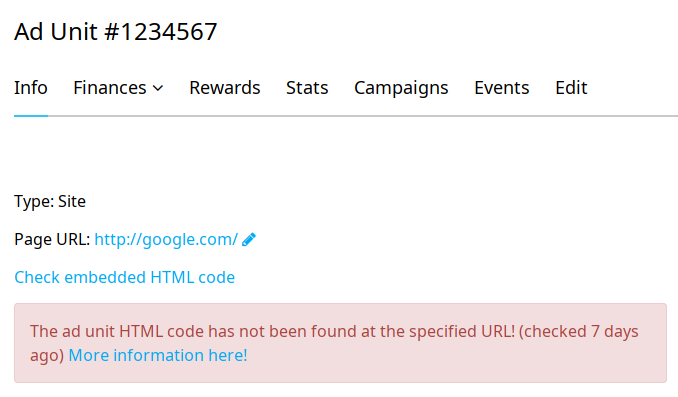 Ad Unit #1234567
Info Finances Rewards Stats Campaigns Events Edit
Type: Site
Page URL: http://google.com/
Check embedded HTML code
The ad unit HTML code has not been found at the specified URL! (checked 7 days
ago) More information here!